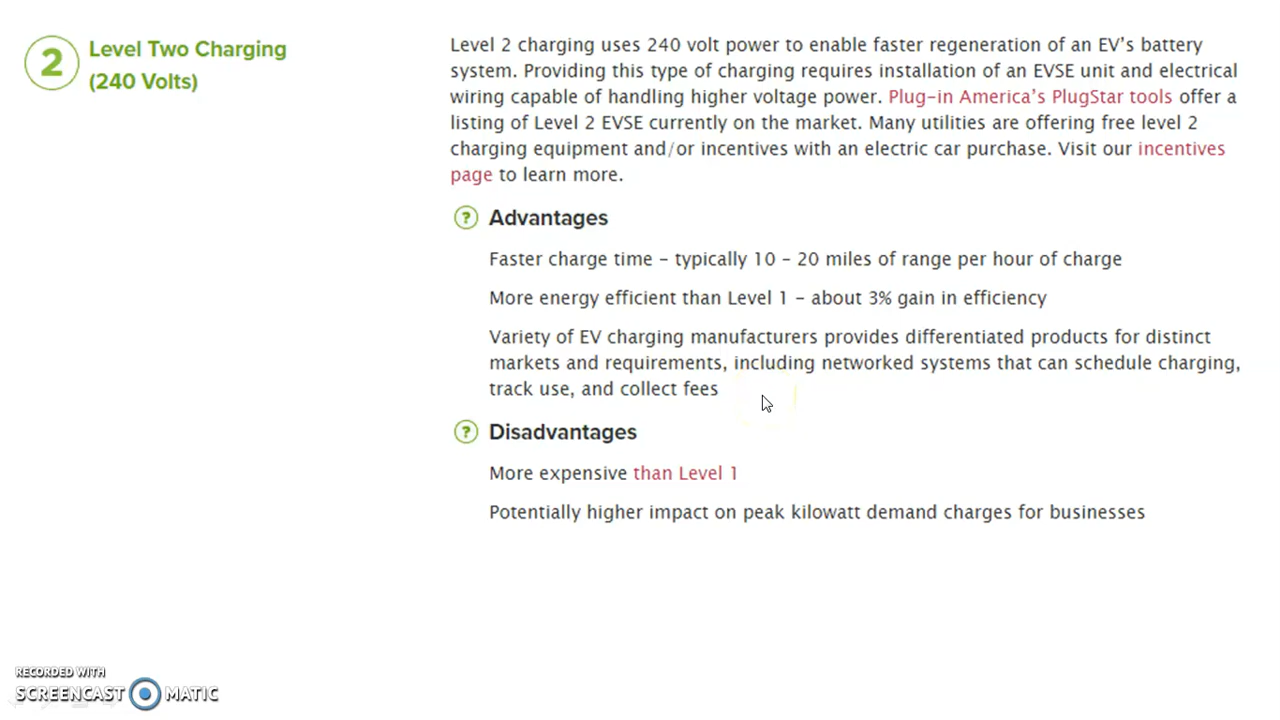 2
Level Two Charging
(240 Volts)
Level 2 charging uses 240 volt power to enable faster regeneration of an EV's battery
system. Providing this type of charging requires installation of an EVSE unit and electrical
wiring capable of handling higher voltage power. Plug-in America's PlugStar tools offer a
listing of Level 2 EVSE currently on the market. Many utilities are offering free level 2
charging equipment and/or incentives with an electric car purchase. Visit our incentives
page to learn more.
? Advantages
Faster charge time – typically 10 – 20 miles of range per hour of charge
More energy efficient than Level 1 – about 3% gain in efficiency
Variety of EV charging manufacturers provides differentiated products for distinct
markets and requirements, including networked systems that can schedule charging,
track use, and collect fees
? Disadvantages
More expensive than Level 1
Potentially higher impact on peak kilowatt demand charges for businesses
RECORDED WITH
SCREENCAST MATIC